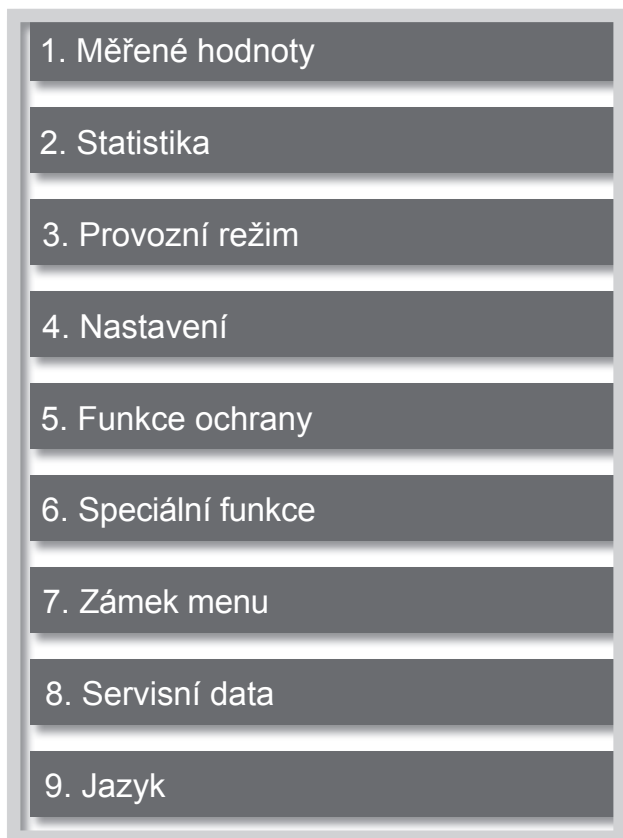 1. Měřené hodnoty
2. Statistika
3. Provozní režim
4. Nastavení
5. Funkce ochrany
6. Speciální funkce
7. Zámek menu
8. Servisní data
9. Jazyk